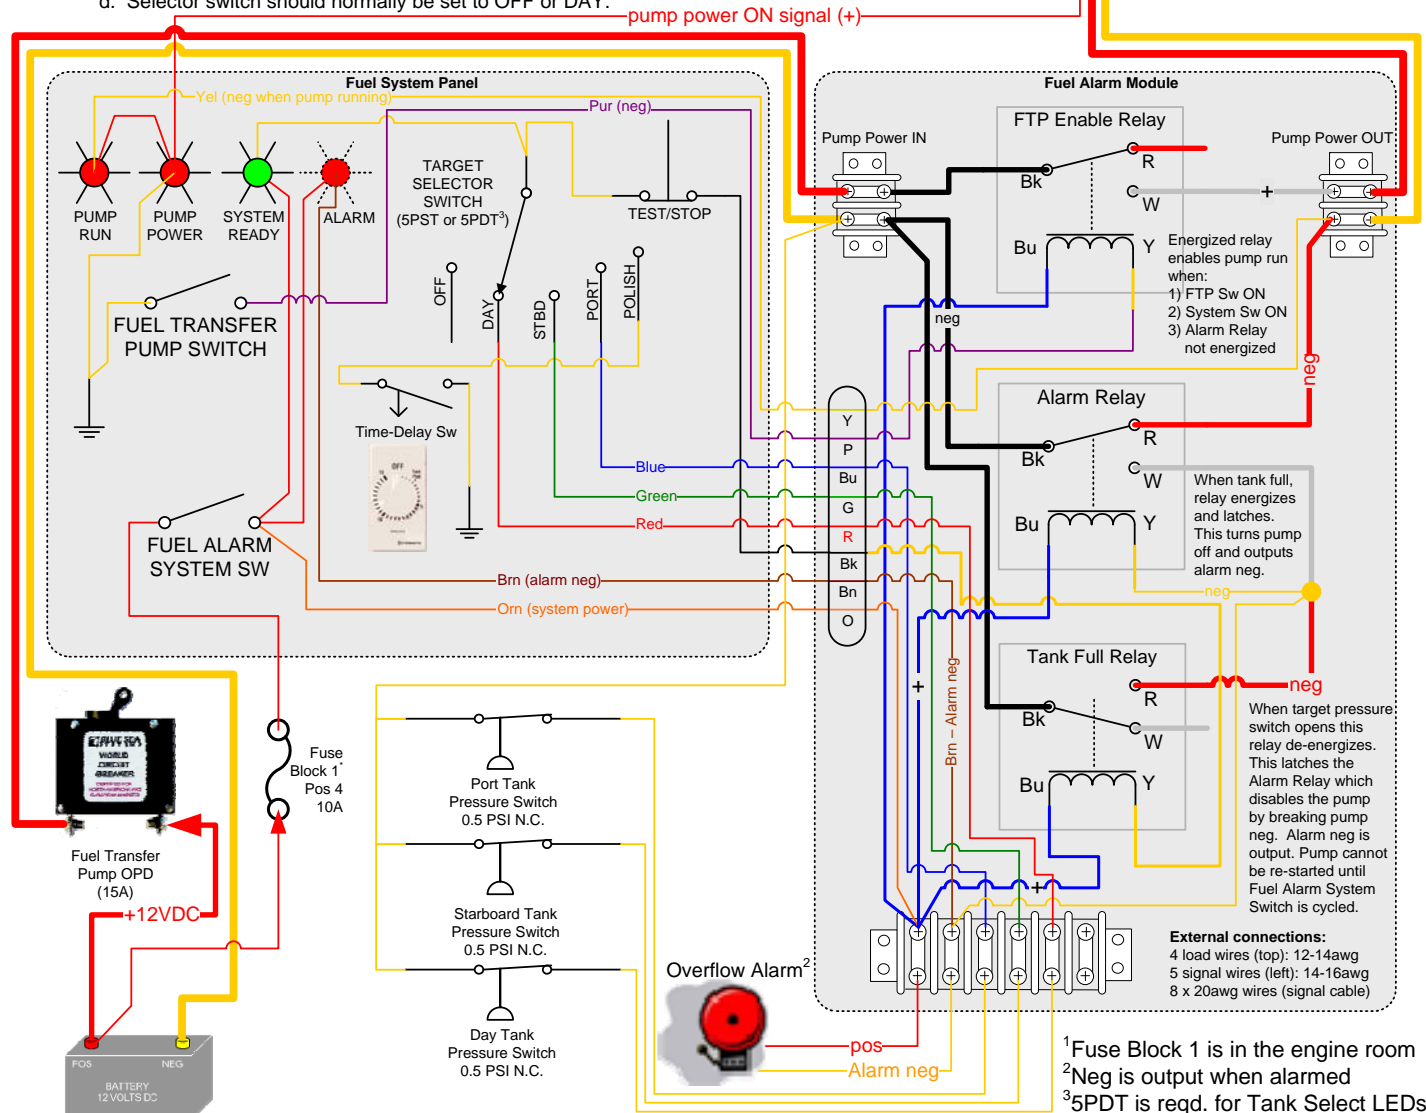 d. Selector switch should normally be set to OFF or DAY.
pump power ON signal (+)
Fuel System Panel
Yel (neg when pump running)
Pur (neg)
PUMP
RUN
PUMP
POWER
SYSTEM
READY
ALARM
TARGET
SELECTOR
SWITCH
(5PST or 5PDT3)
TEST/STOP
OFF
DAY
STBD
PORT
POLISH
FUEL TRANSFER
PUMP SWITCH
Time-Delay Sw
OFF
FUEL ALARM
SYSTEM SW
Blue
Green
Red
Brn (alarm neg)
Orn (system power)
Y
P
Bu
G
R
Bk
Bn
O
Fuel Alarm Module
Pump Power IN
Pump Power OUT
FTP Enable Relay
Bk
R
W
+
Bu
Y
Energized relay
enables pump run
when:
1) FTP Sw ON
2) System Sw ON
3) Alarm Relay
not energized
neg
neg
Alarm Relay
Bk
R
W
Bu
Y
When tank full,
relay energizes
and latches.
This turns pump
off and outputs
alarm neg.
neg
Tank Full Relay
Bk
R
W
Bu
Y
neg
+
Brn – Alarm neg
+
When target pressure
switch opens this
relay de-energizes.
This latches the
Alarm Relay which
disables the pump
by breaking pump
neg. Alarm neg is
output. Pump cannot
be re-started until
Fuel Alarm System
Switch is cycled.
External connections:
4 load wires (top): 12-14awg
5 signal wires (left): 14-16awg
8 x 20awg wires (signal cable)
WORLD
CIRCUIT
BREAKER
Fuel Transfer
Pump OPD
(15A)
+12VDC
Fuse
Block 1*
Pos 4
10A
POS
NEG
BATTERY
12 VOLTS DC
Port Tank
Pressure Switch
0.5 PSI N.C.
Starboard Tank
Pressure Switch
0.5 PSI N.C.
Day Tank
Pressure Switch
0.5 PSI N.C.
Overflow Alarm2
pos
Alarm neg
1Fuse Block 1 is in the engine room
2Neg is output when alarmed
35PDT is reqd. for Tank Select LEDs